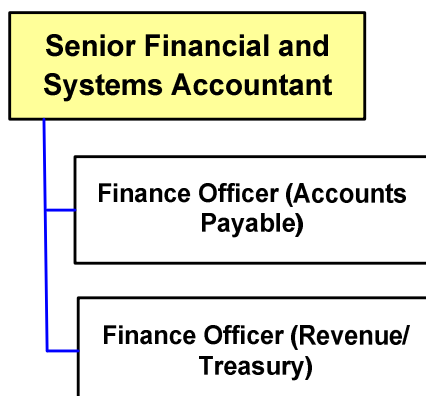 Senior Financial and
Systems Accountant
Finance Officer (Accounts
Payable)
Finance Officer (Revenue/
Treasury)